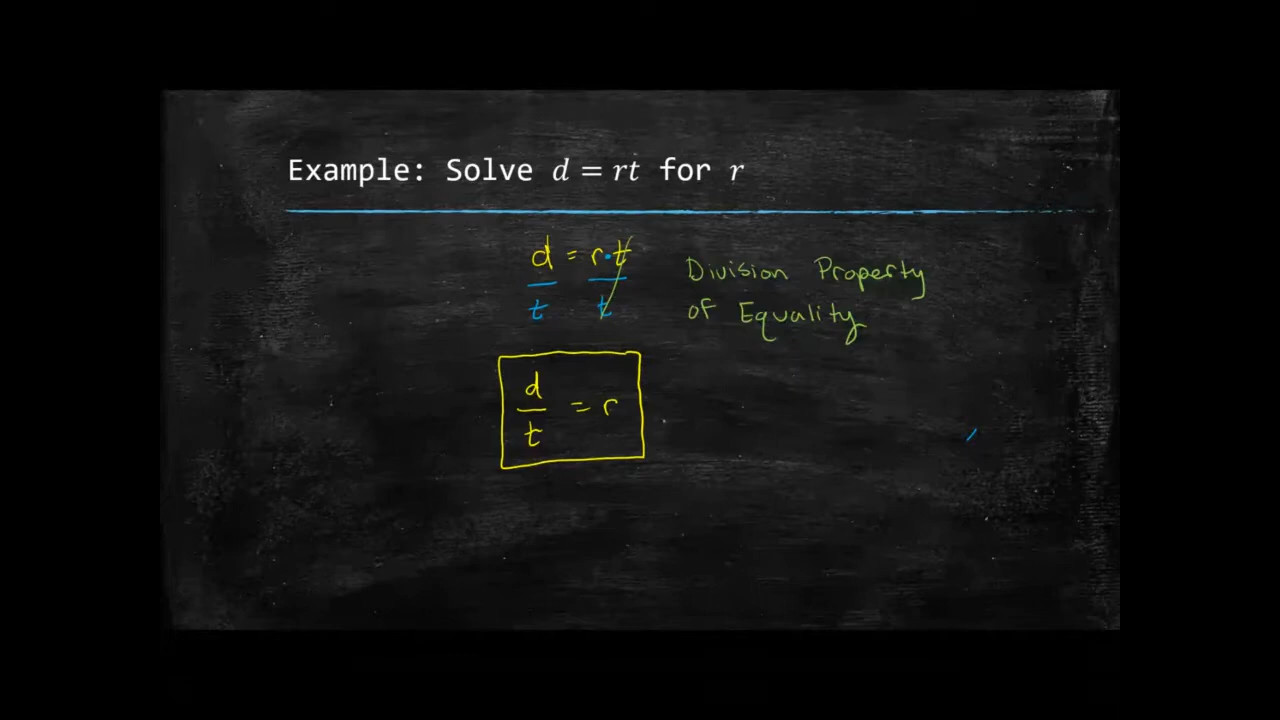 Example: Solve d = rt for r
d = r·t
t t
Division Property
of Equality
d
= r
t